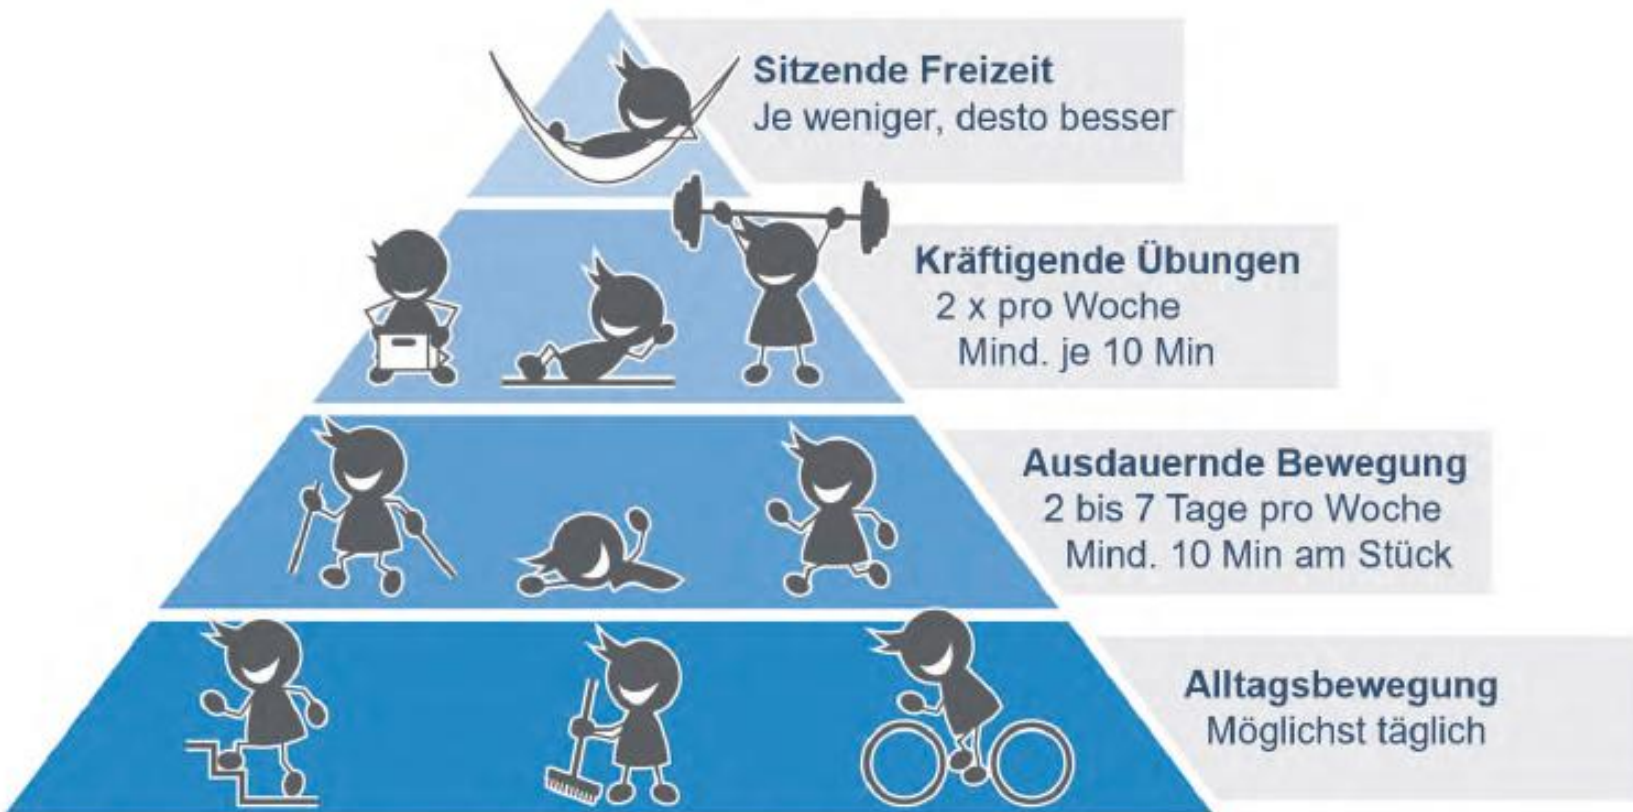 Sitzende Freizeit
Je weniger, desto besser
Kräftigende Übungen
2 x pro Woche
Mind. je 10 Min
Ausdauernde Bewegung
2 bis 7 Tage pro Woche
Mind. 10 Min am Stück
Alltagsbewegung
Möglichst täglich